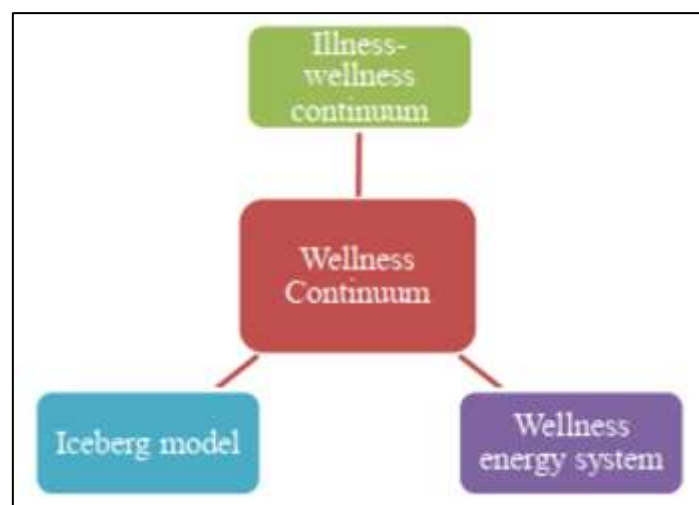 Illness-
wellness
continuum
Wellness
Continuum
Iceberg model
Wellness
energy system